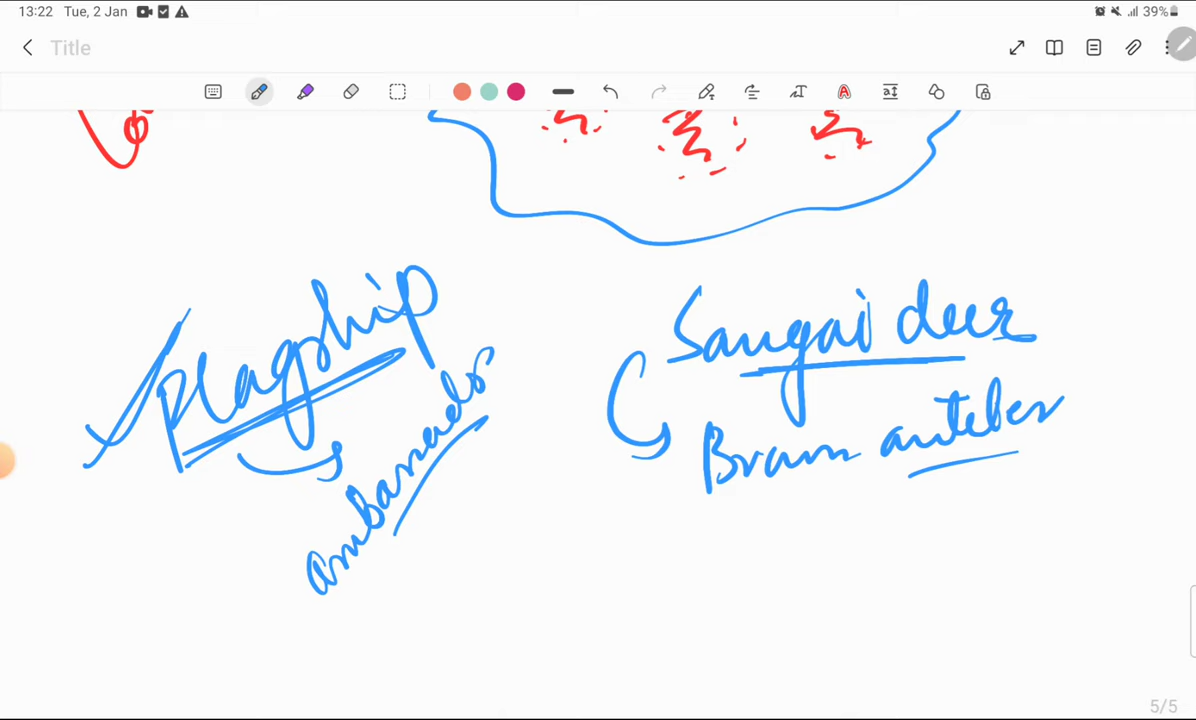 13:22 Tue, 2 Jan
39%
Title
Flagship
ambassador
Sangai deer
Brow antler
5/5